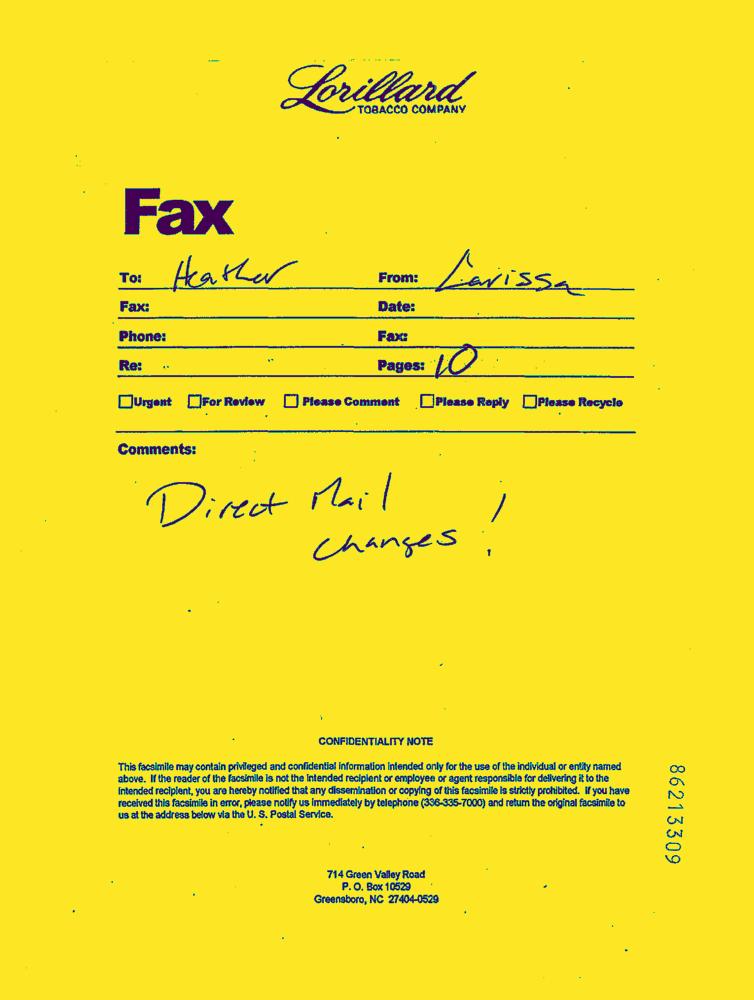 Lorillard
TOBACCO COMPANY
Fax
To: Heather From: Larissa
Fax: Date:
Phone: Fax:
Re: Pages: 10
Urgent For Review Please Comment Please Reply Please Recycle
Comments:
Direct Mail
changes!
CONFIDENTIALITY NOTE
This facsimile may contain privileged and confidential information intended only for the use of the individual or entity named
above. If the reader of the facsimile is not the intended recipient or employee or agent responsible for delivering it to the
intended recipient, you are hereby notified that any dissemination or copying of this facsimile is strictly prohibited. If you have
received this facsimile in error, please notify us immediately by telephone (336-335-7000) and return the original facsimile to
us at the address below via the U. S. Postal Service.
86213309
714 Green Valley Road
P. O. Box 10529
Greensboro, NC 27404-0529